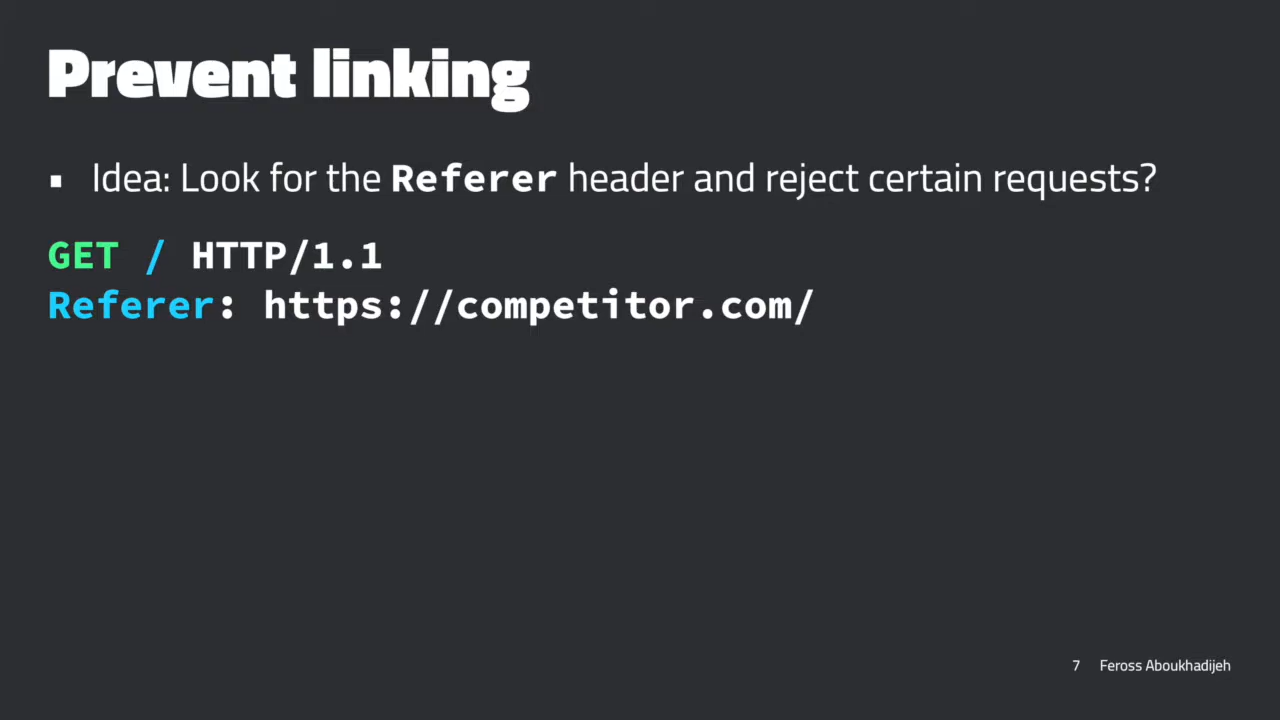 Prevent linking
▪ Idea: Look for the Referer header and reject certain requests?
GET / HTTP/1.1
Referer: https://competitor.com/
7 Feross Aboukhadijeh